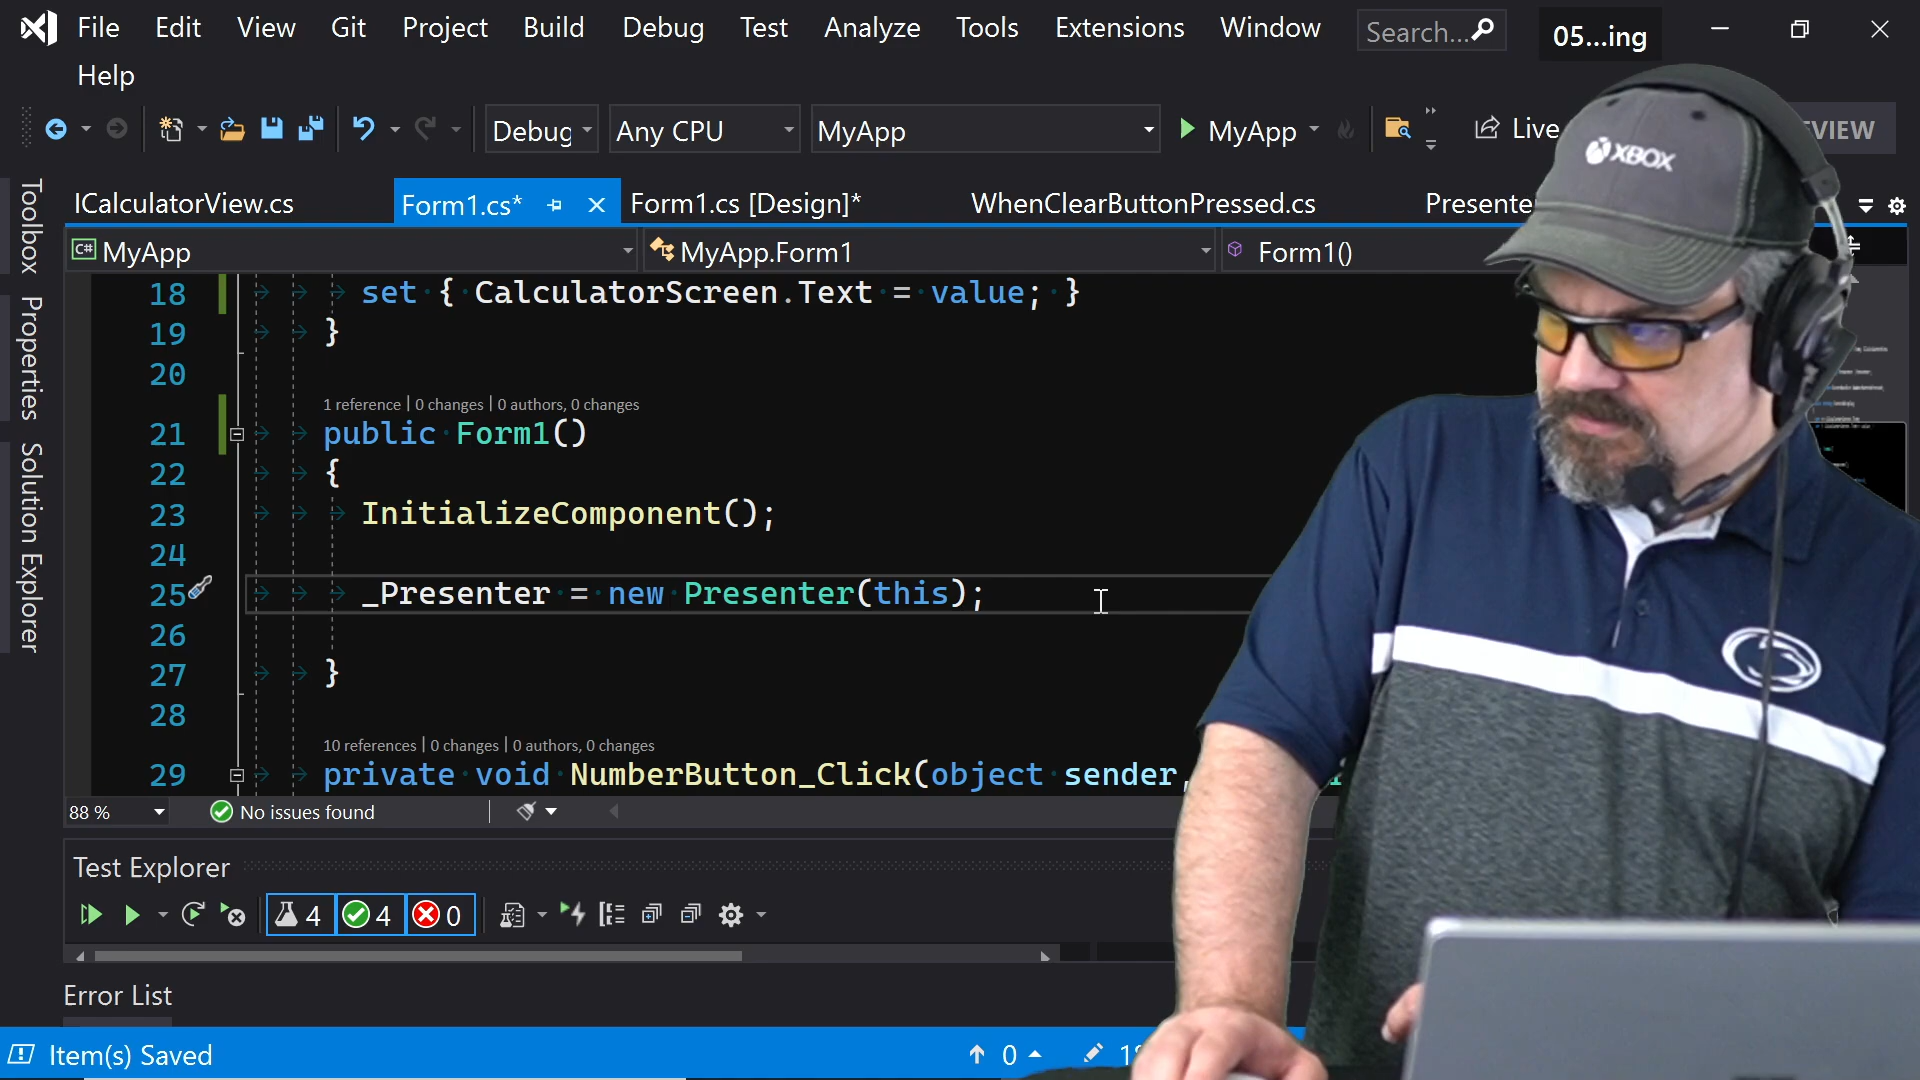 File Edit View Git Project Build Debug Test Analyze Tools Extensions Window Search... 05...ing
Help
Debug Any CPU MyApp MyApp Live
VIEW
XBOX
Toolbox
Properties
Solution Explorer
ICalculatorView.cs Form1.cs* Form1.cs [Design]* WhenClearButtonPressed.cs
C# MyApp MyApp.Form1 Form1()
18 set { CalculatorScreen.Text = value; }
19 }
20
1 reference | 0 changes | 0 authors, 0 changes
21 public Form1()
22 {
23 InitializeComponent();
24
25 _Presenter = new Presenter(this);
26
27 }
28
10 references | 0 changes | 0 authors, 0 changes
29 private void NumberButton_Click(object sender,
88 % No issues found
Test Explorer
4 4 0
Error List
Item(s) Saved 0